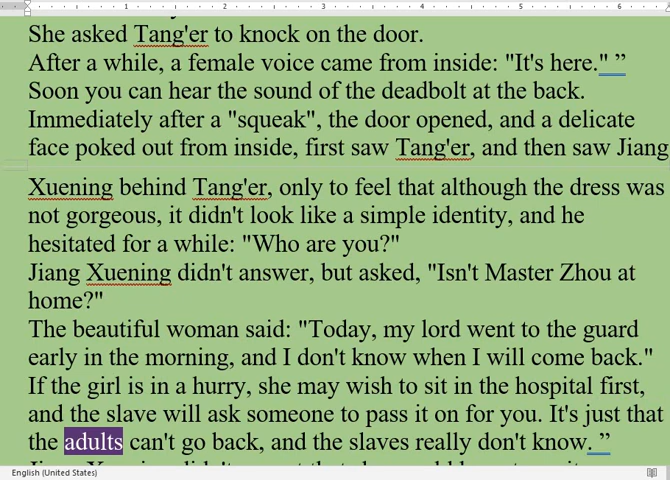 1 2 3 4 5 6
She asked Tang'er to knock on the door.
After a while, a female voice came from inside: "It's here." ”
Soon you can hear the sound of the deadbolt at the back.
Immediately after a "squeak", the door opened, and a delicate
face poked out from inside, first saw Tang'er, and then saw Jiang
Xuening behind Tang'er, only to feel that although the dress was
not gorgeous, it didn't look like a simple identity, and he
hesitated for a while: "Who are you?"
Jiang Xuening didn't answer, but asked, "Isn't Master Zhou at
home?"
The beautiful woman said: "Today, my lord went to the guard
early in the morning, and I don't know when I will come back."
If the girl is in a hurry, she may wish to sit in the hospital first,
and the slave will ask someone to pass it on for you. It's just that
the adults can't go back, and the slaves really don't know. ”
English (United States)